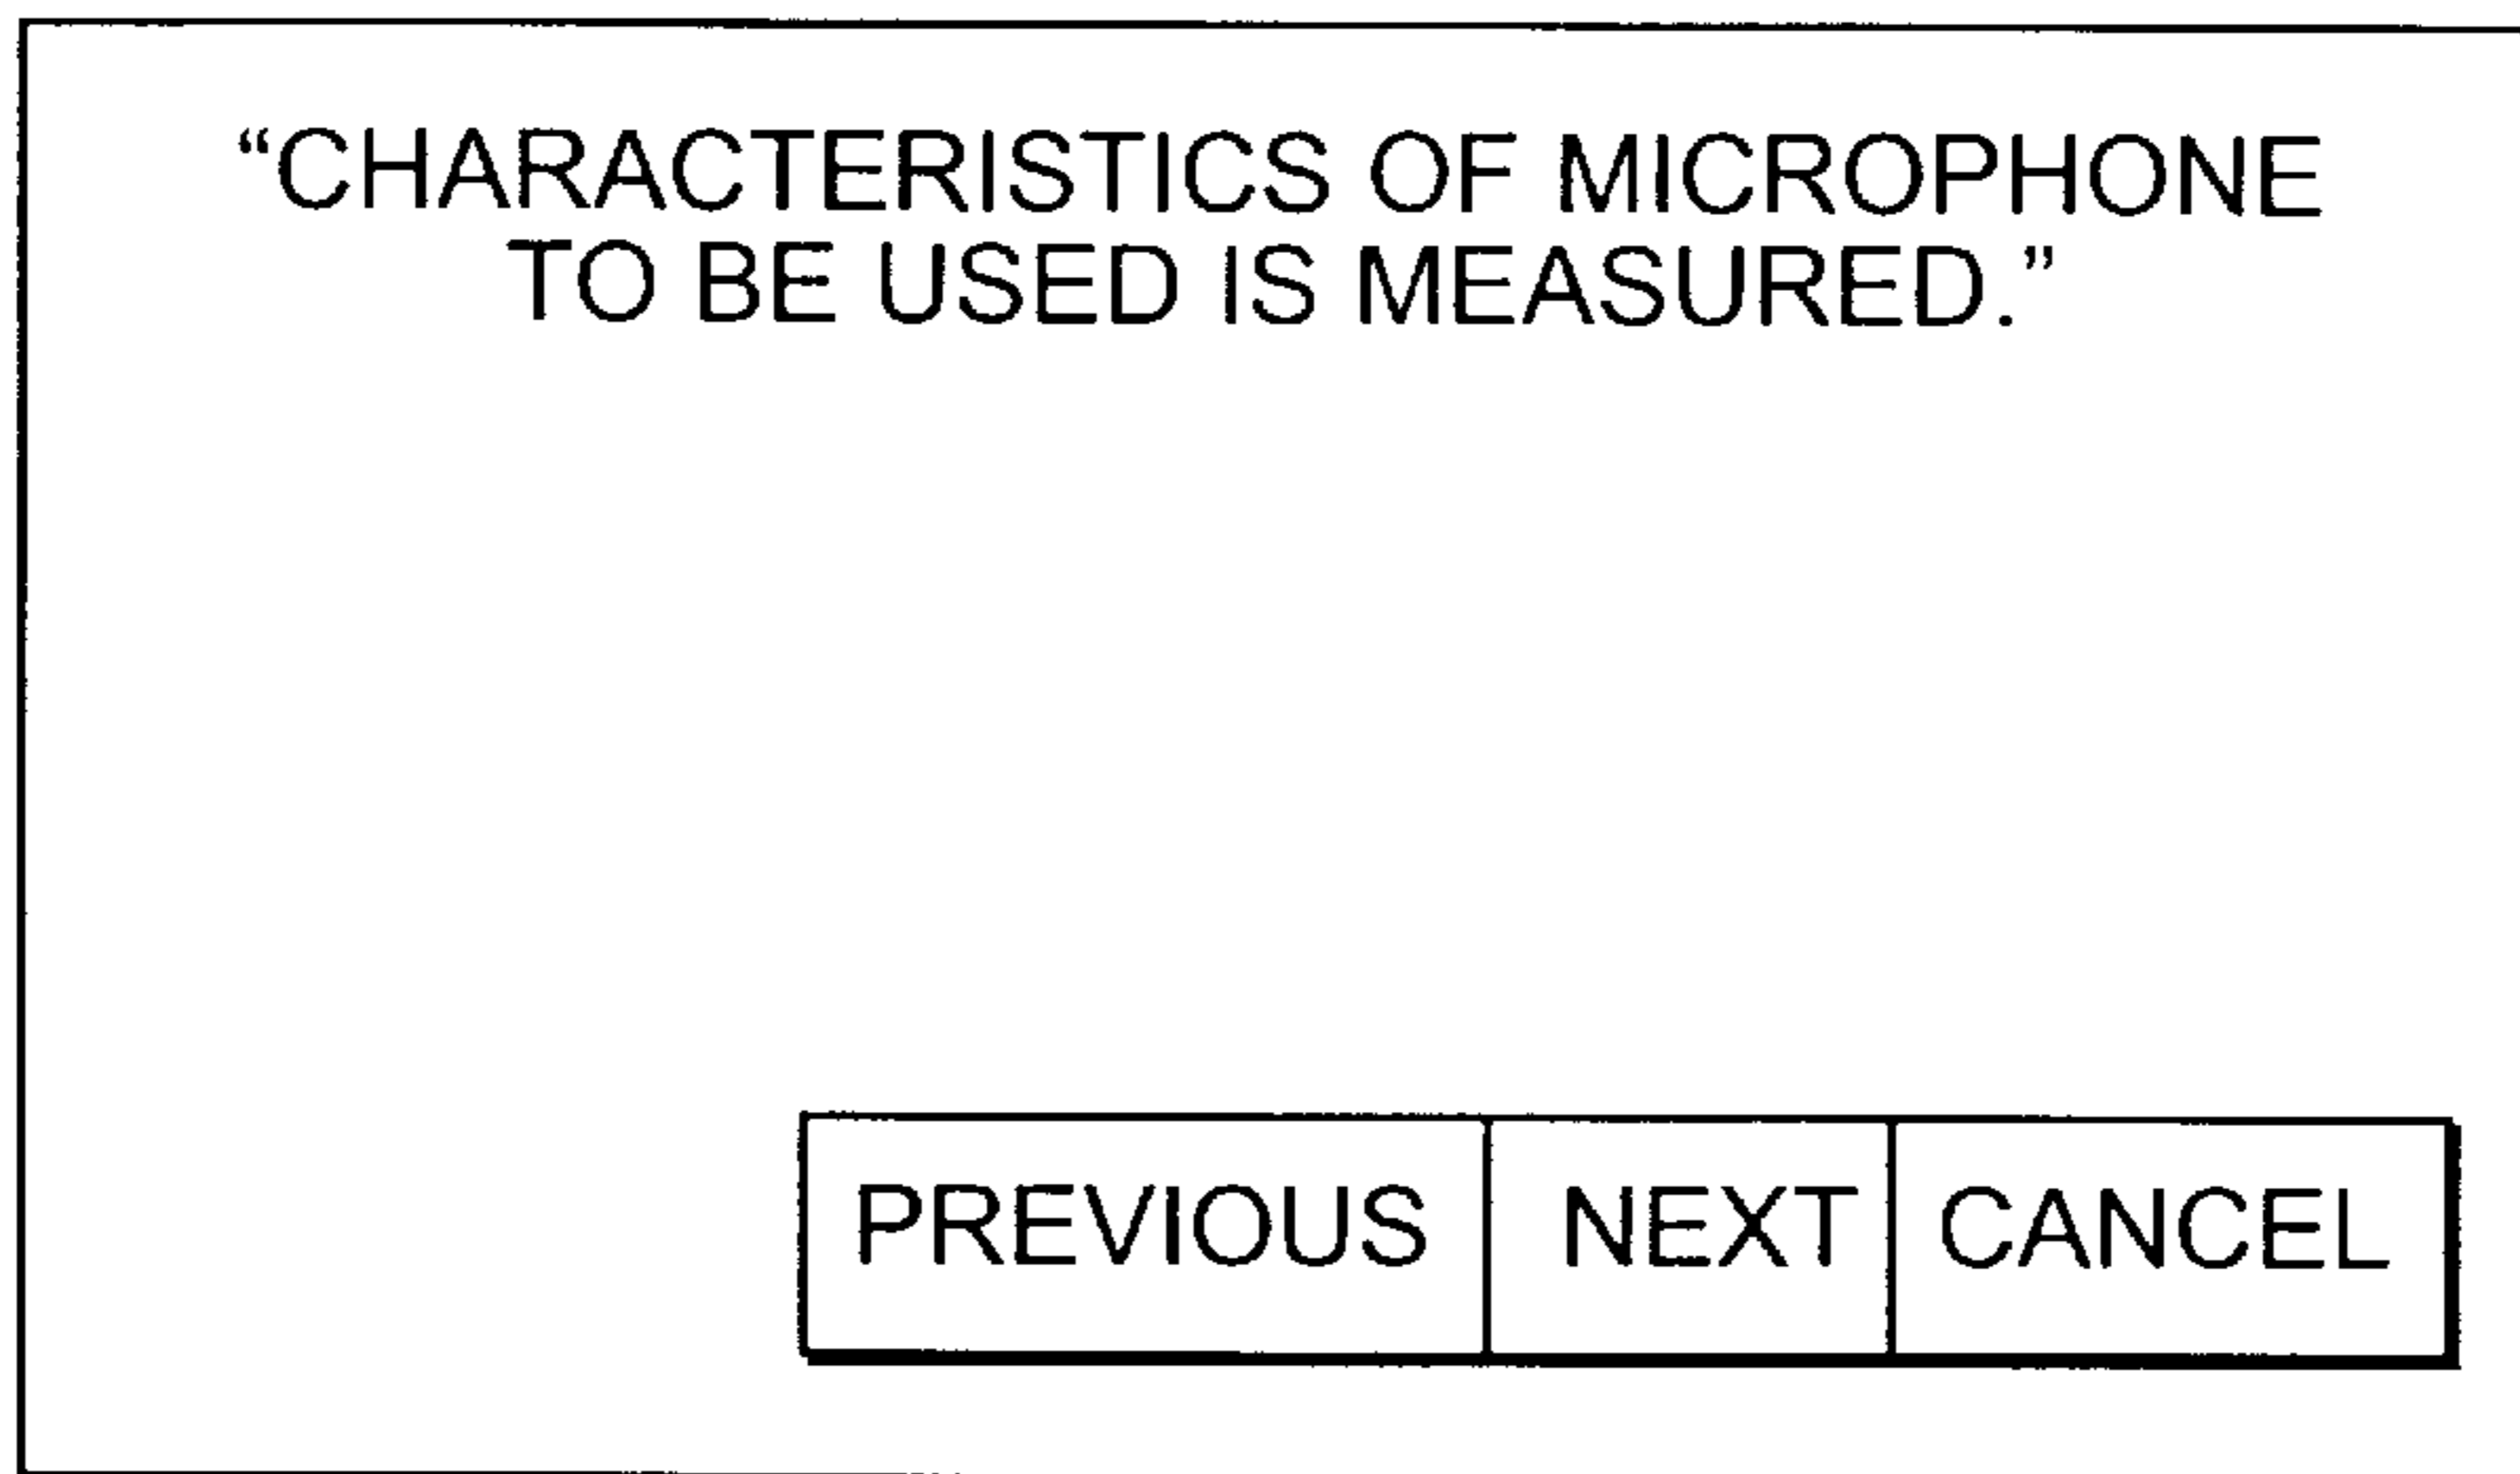 “CHARACTERISTICS OF MICROPHONE
TO BE USED IS MEASURED.”
PREVIOUS NEXT CANCEL